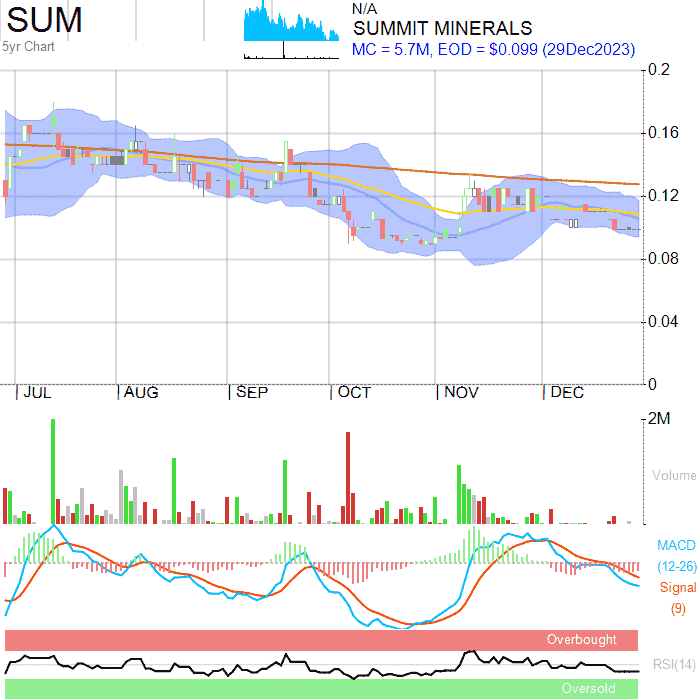 SUM
5yr Chart
N/A
SUMMIT MINERALS
MC = 5.7M, EOD = $0.099 (29Dec2023)
0.2
0.16
0.12
0.08
0.04
0
JUL AUG SEP OCT NOV DEC
2M
Volume
MACD
(12-26)
Signal
(9)
Overbought
RSI(14)
Oversold